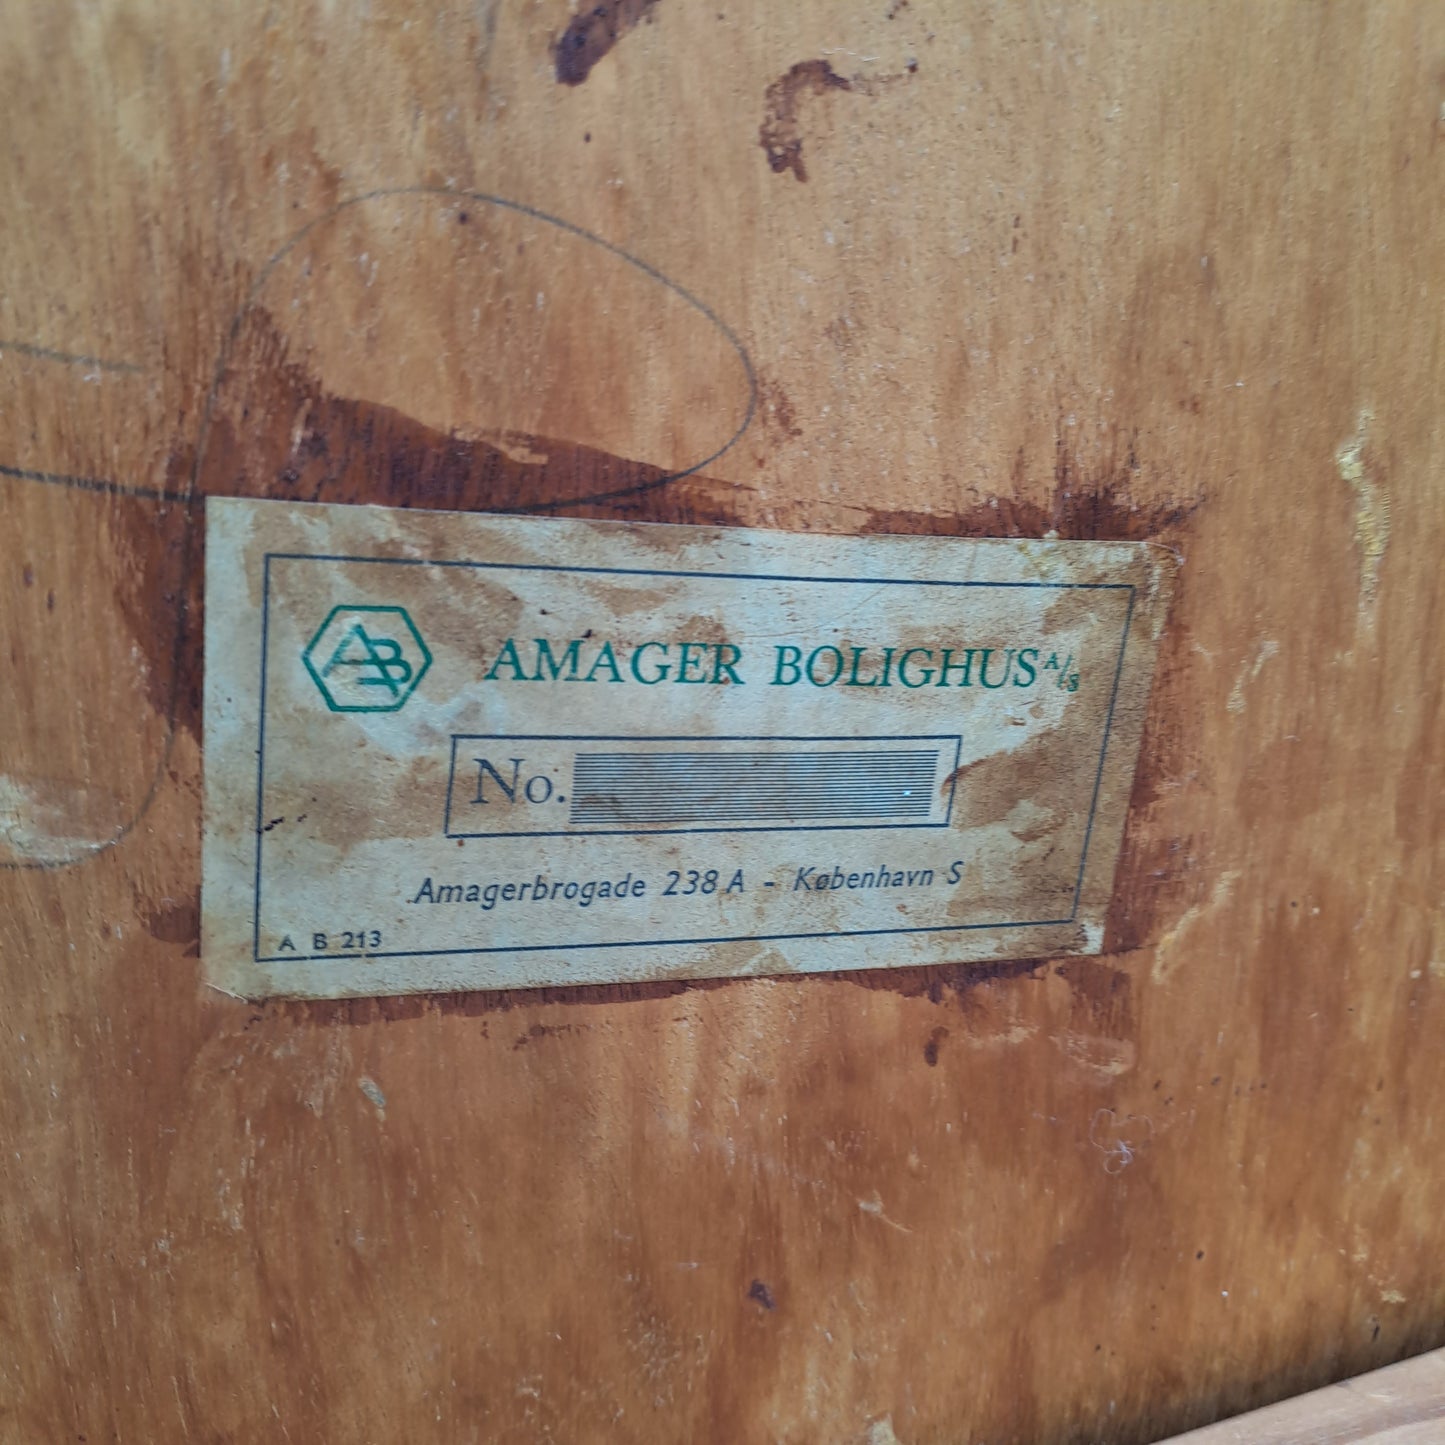 AB AMAGER BOLIGHUS A/S
No.
Amagerbrogade 238 A - København S
A B 213